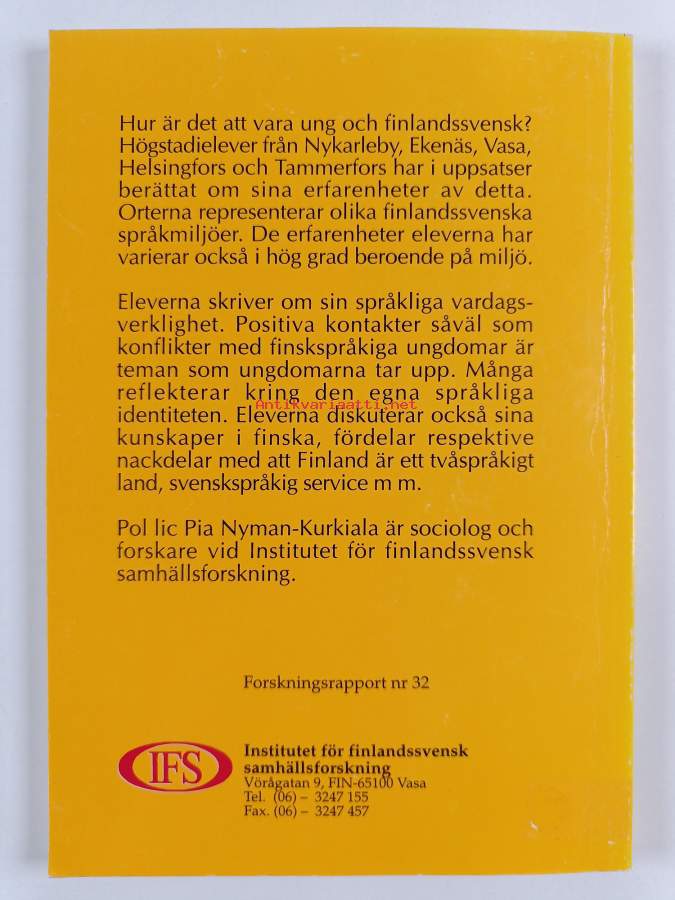 Hur är det att vara ung och finlandssvensk?
Högstadielever från Nykarleby, Ekenäs, Vasa,
Helsingfors och Tammerfors har i uppsatser
berättat om sina erfarenheter av detta.
Orterna representerar olika finlandssvenska
språkmiljöer. De erfarenheter eleverna har
varierar också i hög grad beroende på miljö.
Eleverna skriver om sin språkliga vardags-
verklighet. Positiva kontakter såväl som
konflikter med finskspråkiga ungdomar är
teman som ungdomarna tar upp. Många
reflekterar kring den egna språkliga
Antikvariaatti.net
identiteten. Eleverna diskuterar också sina
kunskaper i finska, fördelar respektive
nackdelar med att Finland är ett tvåspråkigt
land, svenskspråkig service m m.
Pol lic Pia Nyman-Kurkiala är sociolog och
forskare vid Institutet för finlandssvensk
samhällsforskning.
Forskningsrapport nr 32
IFS
Institutet för finlandssvensk
samhällsforskning
Vörågatan 9, FIN-65100 Vasa
Tel. (06) – 3247 155
Fax. (06) – 3247 457